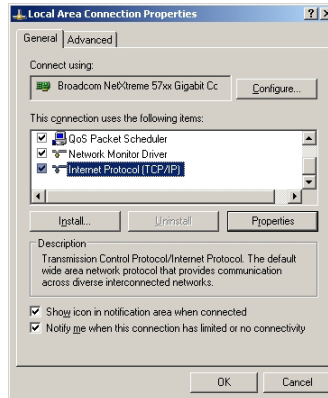 Local Area Connection Properties
General Advanced
Connect using:
Broadcom NetXtreme 57xx Gigabit Cc
Configure...
This connection uses the following items:
QoS Packet Scheduler
Network Monitor Driver
Internet Protocol (TCP/IP)
Install... Uninstall Properties
Description
Transmission Control Protocol/Internet Protocol. The default
wide area network protocol that provides communication
across diverse interconnected networks.
Show icon in notification area when connected
Notify me when this connection has limited or no connectivity
OK Cancel